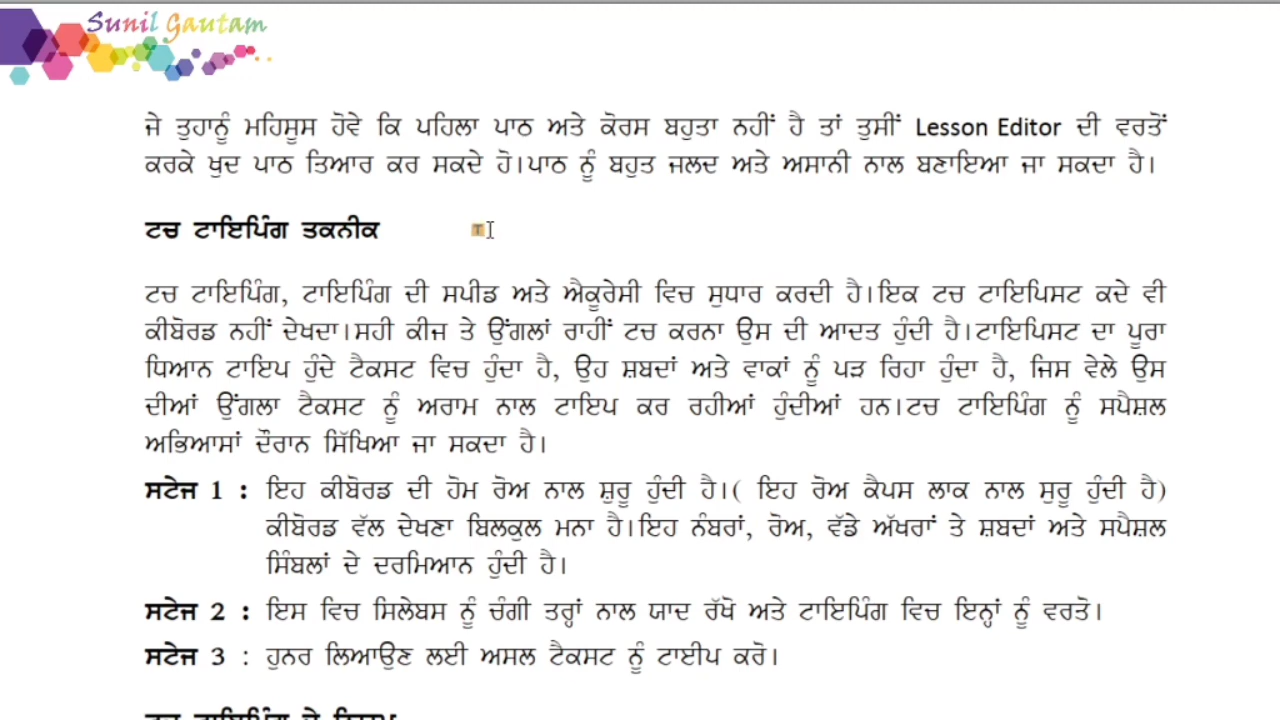 Sunil Gautam
ਜੇ ਤੁਹਾਨੂੰ ਮਹਿਸੂਸ ਹੋਵੇ ਕਿ ਪਹਿਲਾ ਪਾਠ ਅਤੇ ਕੋਰਸ ਬਹੁਤਾ ਨਹੀਂ ਹੈ ਤਾਂ ਤੁਸੀਂ Lesson Editor ਦੀ ਵਰਤੋਂ
ਕਰਕੇ ਖੁਦ ਪਾਠ ਤਿਆਰ ਕਰ ਸਕਦੇ ਹੋ।ਪਾਠ ਨੂੰ ਬਹੁਤ ਜਲਦ ਅਤੇ ਅਸਾਨੀ ਨਾਲ ਬਣਾਇਆ ਜਾ ਸਕਦਾ ਹੈ।
ਟਚ ਟਾਇਪਿੰਗ ਤਕਨੀਕ
ਟਚ ਟਾਇਪਿੰਗ, ਟਾਇਪਿੰਗ ਦੀ ਸਪੀਡ ਅਤੇ ਐਕੂਰੇਸੀ ਵਿਚ ਸੁਧਾਰ ਕਰਦੀ ਹੈ।ਇਕ ਟਚ ਟਾਇਪਿਸਟ ਕਦੇ ਵੀ
ਕੀਬੋਰਡ ਨਹੀਂ ਦੇਖਦਾ।ਸਹੀ ਕੀਜ ਤੇ ਉਂਗਲਾਂ ਰਾਹੀਂ ਟਚ ਕਰਨਾ ਉਸ ਦੀ ਆਦਤ ਹੁੰਦੀ ਹੈ।ਟਾਇਪਿਸਟ ਦਾ ਪੂਰਾ
ਧਿਆਨ ਟਾਇਪ ਹੁੰਦੇ ਟੈਕਸਟ ਵਿਚ ਹੁੰਦਾ ਹੈ, ਉਹ ਸ਼ਬਦਾਂ ਅਤੇ ਵਾਕਾਂ ਨੂੰ ਪੜ ਰਿਹਾ ਹੁੰਦਾ ਹੈ, ਜਿਸ ਵੇਲੇ ਉਸ
ਦੀਆਂ ਉਂਗਲਾ ਟੈਕਸਟ ਨੂੰ ਅਰਾਮ ਨਾਲ ਟਾਇਪ ਕਰ ਰਹੀਆਂ ਹੁੰਦੀਆਂ ਹਨ।ਟਚ ਟਾਇਪਿੰਗ ਨੂੰ ਸਪੈਸ਼ਲ
ਅਭਿਆਸਾਂ ਦੌਰਾਨ ਸਿੱਖਿਆ ਜਾ ਸਕਦਾ ਹੈ।
ਸਟੇਜ 1 : ਇਹ ਕੀਬੋਰਡ ਦੀ ਹੋਮ ਰੋਅ ਨਾਲ ਸ਼ੁਰੂ ਹੁੰਦੀ ਹੈ।( ਇਹ ਰੋਅ ਕੈਪਸ ਲਾਕ ਨਾਲ ਸੁਰੂ ਹੁੰਦੀ ਹੈ)
ਕੀਬੋਰਡ ਵੱਲ ਦੇਖਣਾ ਬਿਲਕੁਲ ਮਨਾ ਹੈ।ਇਹ ਨੰਬਰਾਂ, ਰੋਅ, ਵੱਡੇ ਅੱਖਰਾਂ ਤੇ ਸ਼ਬਦਾਂ ਅਤੇ ਸਪੈਸ਼ਲ
ਸਿੰਬਲਾਂ ਦੇ ਦਰਮਿਆਨ ਹੁੰਦੀ ਹੈ।
ਸਟੇਜ 2 : ਇਸ ਵਿਚ ਸਿਲੇਬਸ ਨੂੰ ਚੰਗੀ ਤਰ੍ਹਾਂ ਨਾਲ ਯਾਦ ਰੱਖੋ ਅਤੇ ਟਾਇਪਿੰਗ ਵਿਚ ਇਨ੍ਹਾਂ ਨੂੰ ਵਰਤੋ।
ਸਟੇਜ 3 : ਹੁਨਰ ਲਿਆਉਣ ਲਈ ਅਸਲ ਟੈਕਸਟ ਨੂੰ ਟਾਈਪ ਕਰੋ।